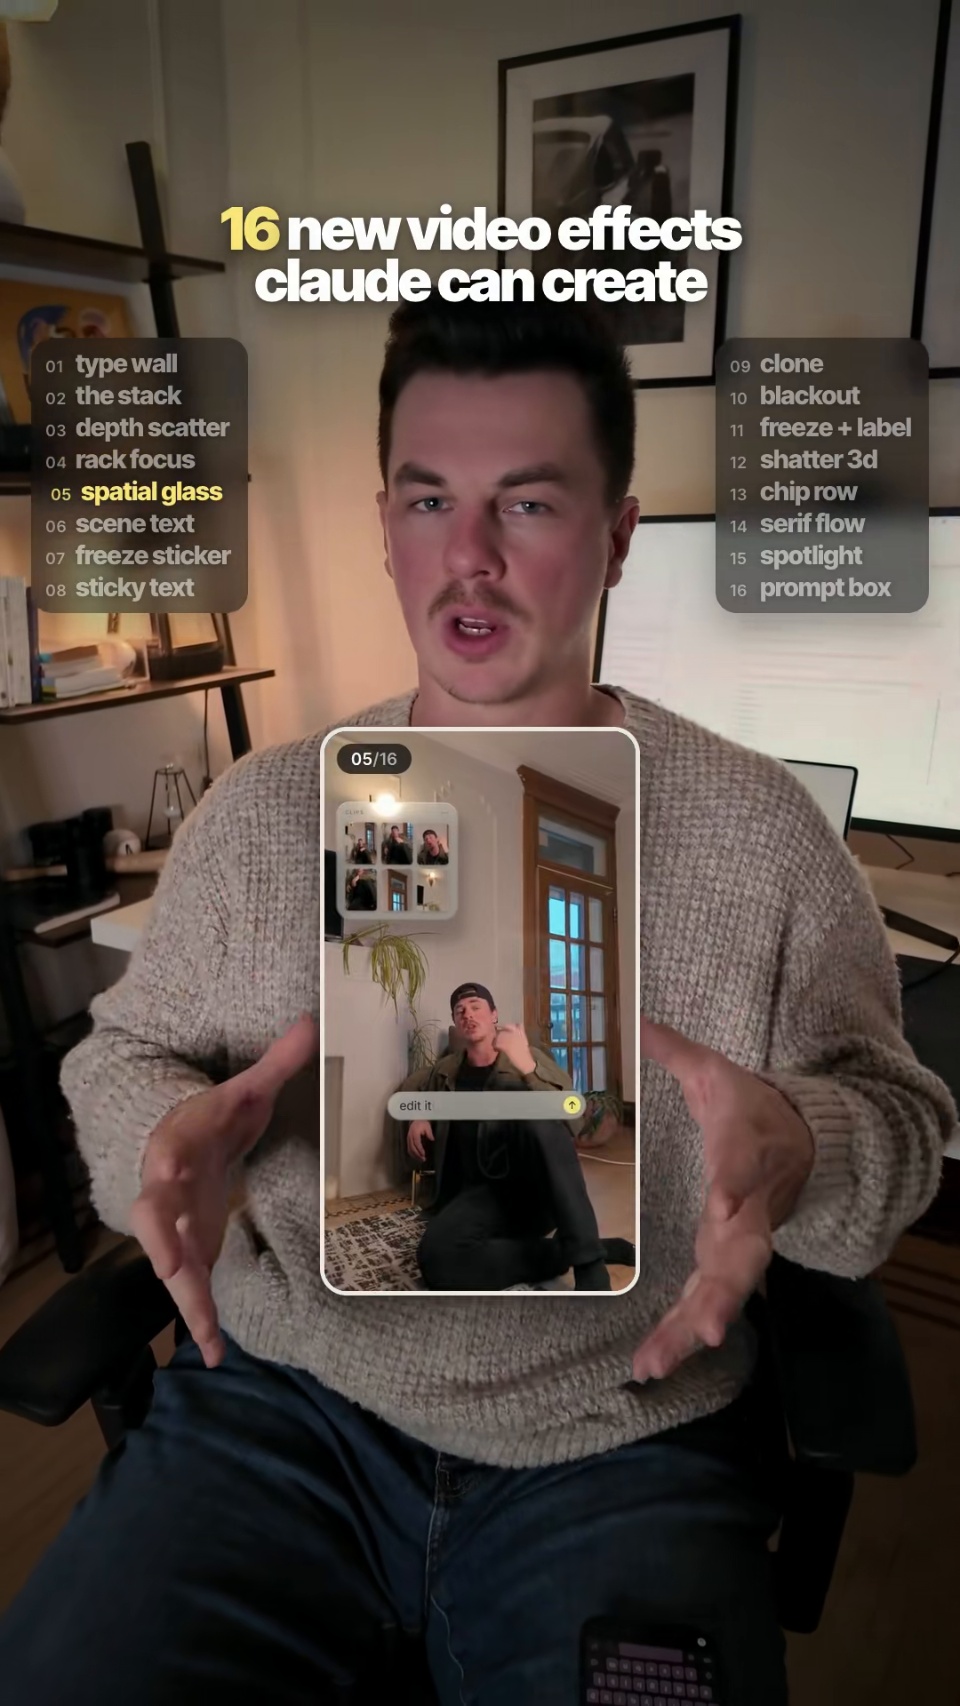 16 new video effects
claude can create
01 type wall
02 the stack
03 depth scatter
04 rack focus
05 spatial glass
06 scene text
07 freeze sticker
08 sticky text
09 clone
10 blackout
11 freeze + label
12 shatter 3d
13 chip row
14 serif flow
15 spotlight
16 prompt box
05/16
edit it